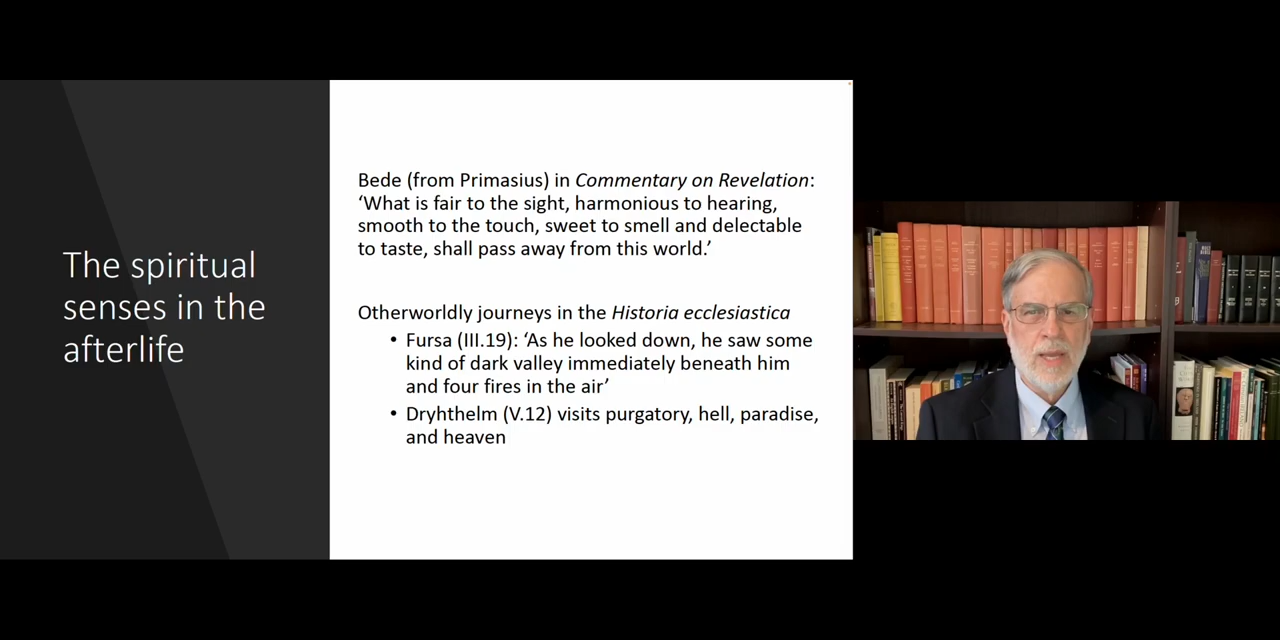 The spiritual
senses in the
afterlife
Bede (from Primasius) in Commentary on Revelation:
‘What is fair to the sight, harmonious to hearing,
smooth to the touch, sweet to smell and delectable
to taste, shall pass away from this world.’
Otherworldly journeys in the Historia ecclesiastica
• Fursa (III.19): ‘As he looked down, he saw some
kind of dark valley immediately beneath him
and four fires in the air’
• Dryhthelm (V.12) visits purgatory, hell, paradise,
and heaven